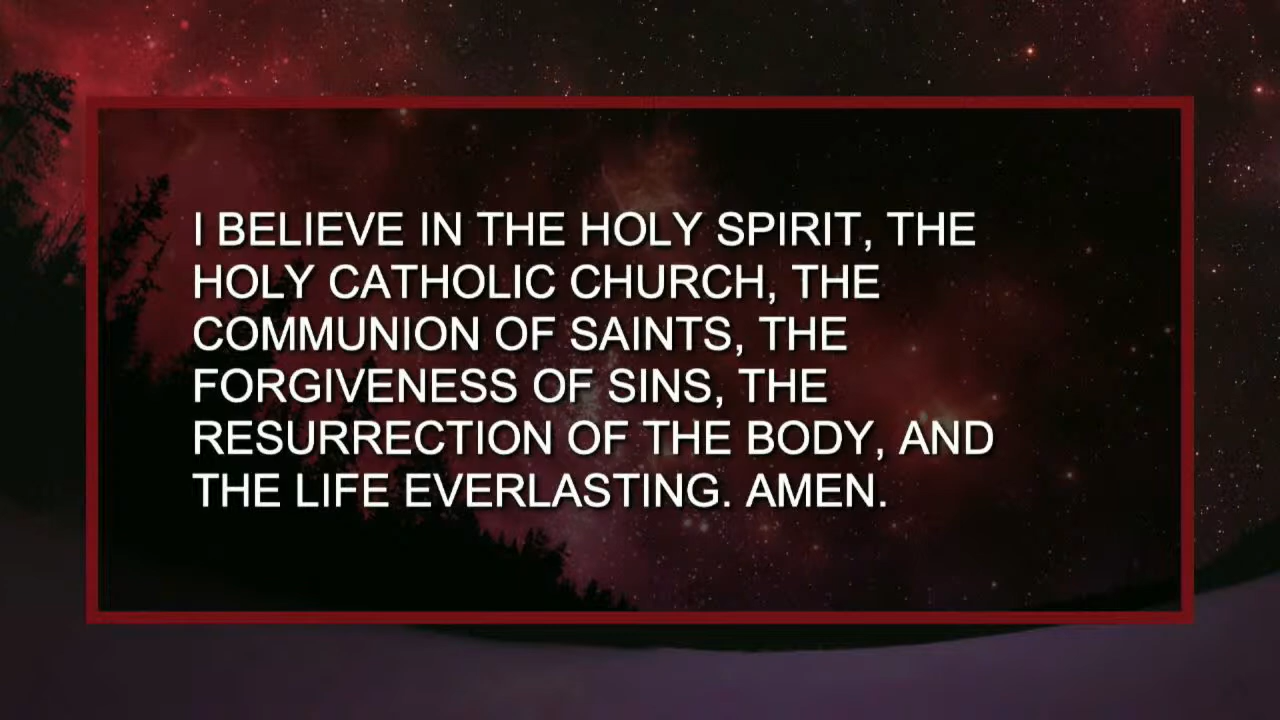 I BELIEVE IN THE HOLY SPIRIT, THE
HOLY CATHOLIC CHURCH, THE
COMMUNION OF SAINTS, THE
FORGIVENESS OF SINS, THE
RESURRECTION OF THE BODY, AND
THE LIFE EVERLASTING. AMEN.